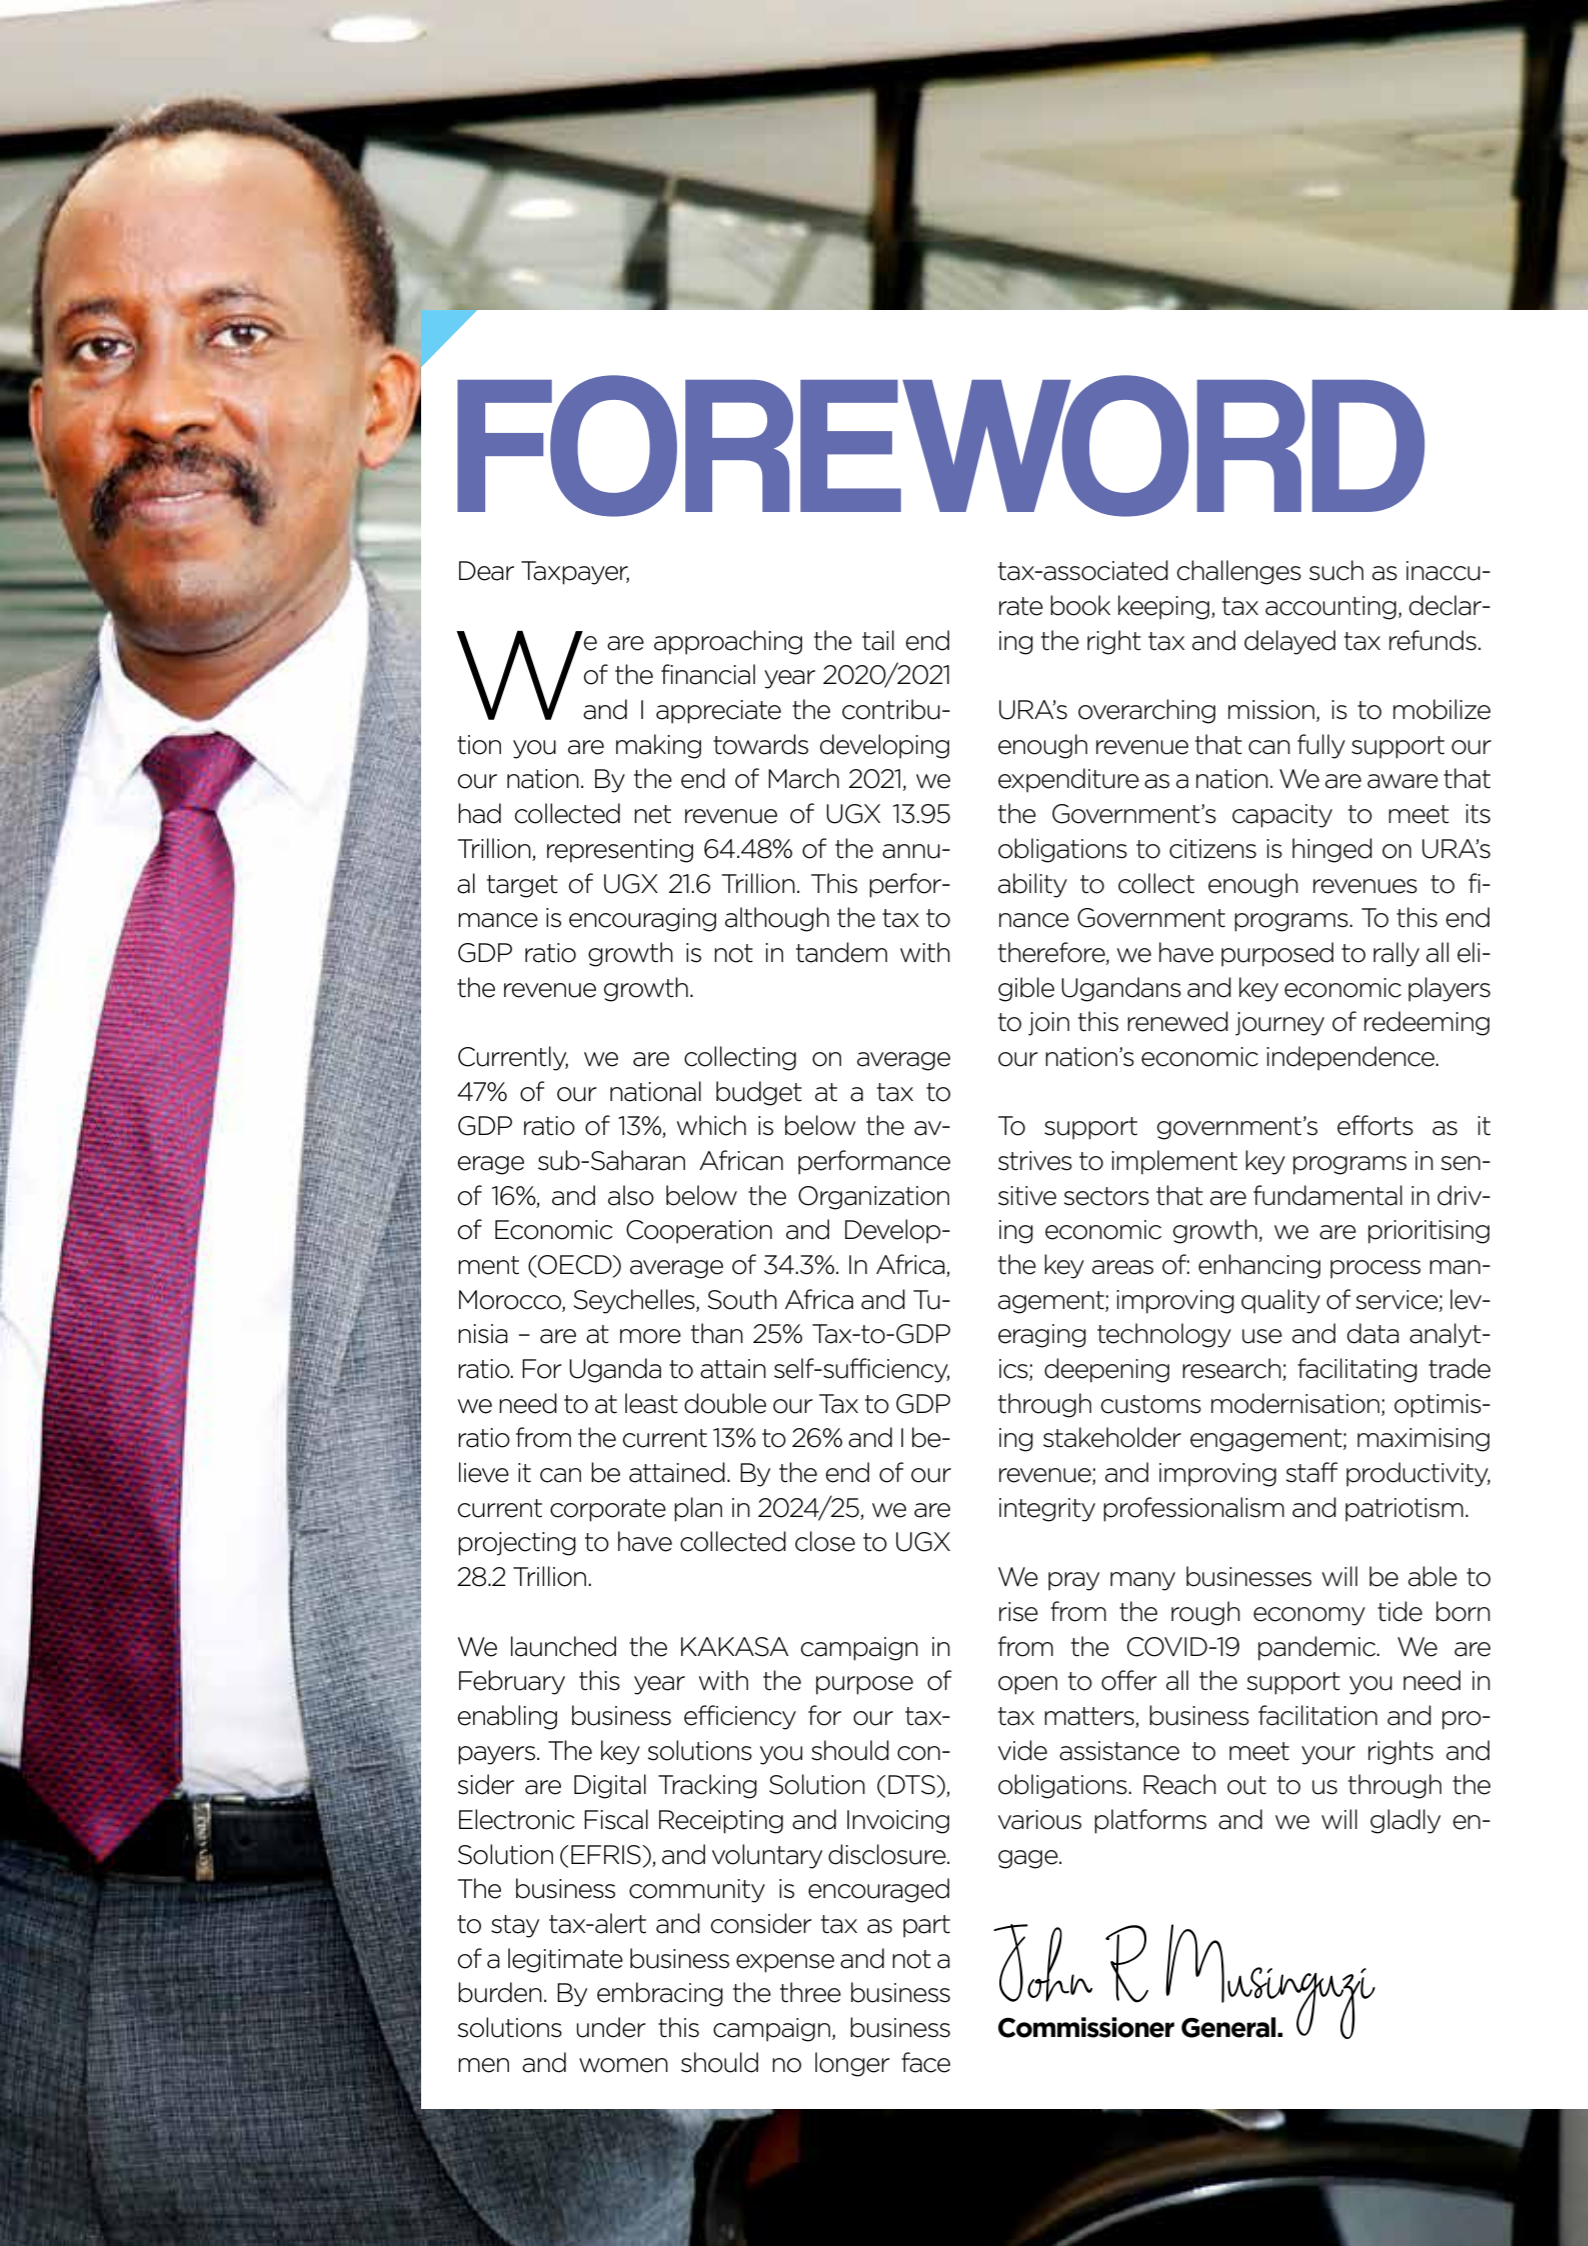 FOREWORD
Dear Taxpayer,
We are approaching the tail end
of the financial year 2020/2021
and I appreciate the contribu-
tion you are making towards developing
our nation. By the end of March 2021, we
had collected net revenue of UGX 13.95
Trillion, representing 64.48% of the annu-
al target of UGX 21.6 Trillion. This perfor-
mance is encouraging although the tax to
GDP ratio growth is not in tandem with
the revenue growth.
Currently, we are collecting on average
47% of our national budget at a tax to
GDP ratio of 13%, which is below the av-
erage sub-Saharan African performance
of 16%, and also below the Organization
of Economic Cooperation and Develop-
ment (OECD) average of 34.3%. In Africa,
Morocco, Seychelles, South Africa and Tu-
nisia – are at more than 25% Tax-to-GDP
ratio. For Uganda to attain self-sufficiency,
we need to at least double our Tax to GDP
ratio from the current 13% to 26% and I be-
lieve it can be attained. By the end of our
current corporate plan in 2024/25, we are
projecting to have collected close to UGX
28.2 Trillion.
We launched the KAKASA campaign in
February this year with the purpose of
enabling business efficiency for our tax-
payers. The key solutions you should con-
sider are Digital Tracking Solution (DTS),
Electronic Fiscal Receipting and Invoicing
Solution (EFRIS), and voluntary disclosure.
The business community is encouraged
to stay tax-alert and consider tax as part
of a legitimate business expense and not a
burden. By embracing the three business
solutions under this campaign, business
men and women should no longer face
tax-associated challenges such as inaccu-
rate book keeping, tax accounting, declar-
ing the right tax and delayed tax refunds.
URA's overarching mission, is to mobilize
enough revenue that can fully support our
expenditure as a nation. We are aware that
the Government's capacity to meet its
obligations to citizens is hinged on URA's
ability to collect enough revenues to fi-
nance Government programs. To this end
therefore, we have purposed to rally all eli-
gible Ugandans and key economic players
to join this renewed journey of redeeming
our nation's economic independence.
To support government's efforts as it
strives to implement key programs in sen-
sitive sectors that are fundamental in driv-
ing economic growth, we are prioritising
the key areas of: enhancing process man-
agement; improving quality of service; lev-
eraging technology use and data analyt-
ics; deepening research; facilitating trade
through customs modernisation; optimis-
ing stakeholder engagement; maximising
revenue; and improving staff productivity,
integrity professionalism and patriotism.
We pray many businesses will be able to
rise from the rough economy tide born
from the COVID-19 pandemic. We are
open to offer all the support you need in
tax matters, business facilitation and pro-
vide assistance to meet your rights and
obligations. Reach out to us through the
various platforms and we will gladly en-
gage.
John R Musinguzi
Commissioner General.